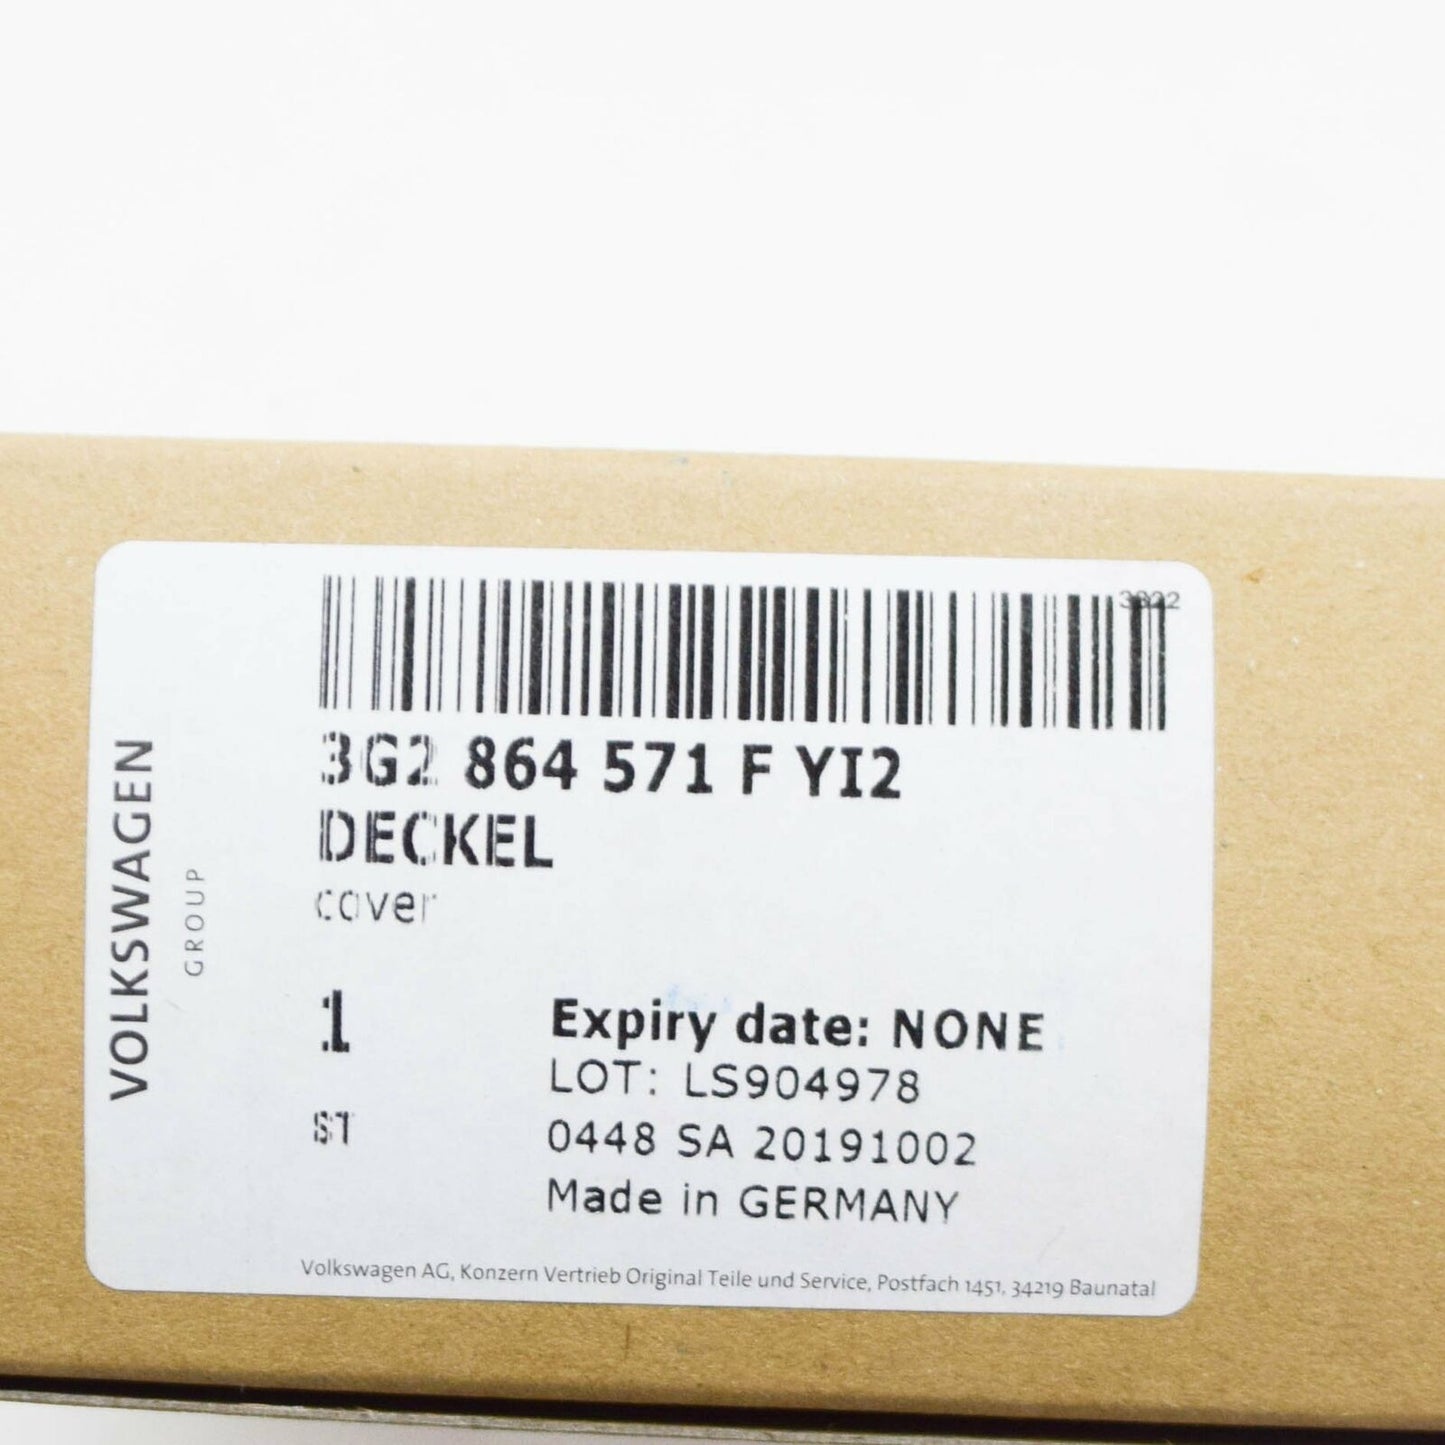 3G2 864 571 F YI2
DECKEL
cover
1
ST
Expiry date: NONE
LOT: LS904978
0448 SA 20191002
Made in GERMANY
Volkswagen AG, Konzern Vertrieb Original Teile und Service, Postfach 1451, 34219 Baunatal
VOLKSWAGEN
GROUP